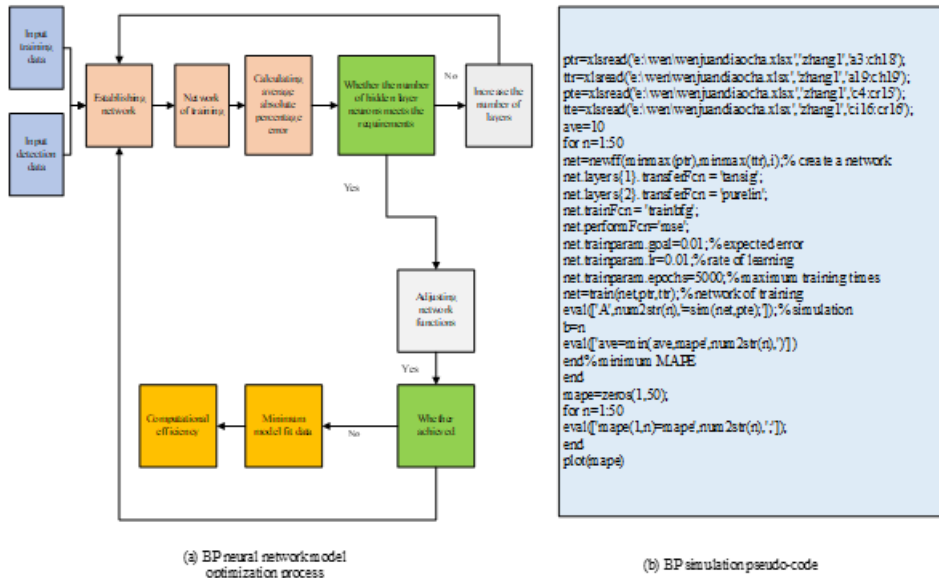 Input
training
data
Input
detection
data
Establishing
network
Network
of training
Calculating
average
absolute
percentage
error
Whether the number
of hidden layer
neurons meets the
requirements
No
Increase the
number of
layers
Yes
Adjusting
network
functions
Yes
Whether
achieved
No
Minimum
model fit data
Computational
efficiency
(a) BP neural network model
optimization process
ptr=xlsread('e:\wen\wenjuandiaocha.xlsx','zhang1','a3:ch18');
ttr=xlsread('e:\wen\wenjuandiaocha.xlsx','zhang1','a19:ch19');
pte=xlsread('e:\wen\wenjuandiaocha.xlsx','zhang1','c4:cr15');
tte=xlsread('e:\wen\wenjuandiaocha.xlsx','zhang1','ci16:cr16');
ave=10
for n=1:50
net=newff(minmax(ptr),minmax(ttr),i);% create a network
net.layers{1}.transferFcn = 'tansig';
net.layers{2}.transferFcn = 'purelin';
net.trainFcn = 'trainbfg';
net.performFcn='mse';
net.trainparam.goal=0.01;% expected error
net.trainparam.lr=0.01;% rate of learning
net.trainparam.epochs=5000;% maximum training times
net=train(net,ptr,ttr);% network of training
eval(['A',num2str(n),'=sim(net,pte);']);% simulation
b=n
eval(['ave=min(ave,mape',num2str(n),')'])
end% minimum MAPE
end
mape=zeros(1,50);
for n=1:50
eval(['mape(1,n)=mape',num2str(n),';']);
end
plot(mape)
(b) BP simulation pseudo-code